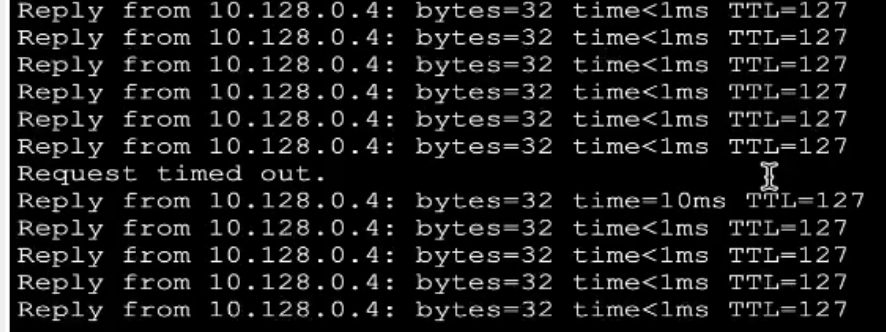 Reply from 10.128.0.4: bytes=32 time<1ms TTL=127
Reply from 10.128.0.4: bytes=32 time<1ms TTL=127
Reply from 10.128.0.4: bytes=32 time<1ms TTL=127
Reply from 10.128.0.4: bytes=32 time<1ms TTL=127
Reply from 10.128.0.4: bytes=32 time<1ms TTL=127
Reply from 10.128.0.4: bytes=32 time<1ms TTL=127
Request timed out.
Reply from 10.128.0.4: bytes=32 time=10ms TTL=127
Reply from 10.128.0.4: bytes=32 time<1ms TTL=127
Reply from 10.128.0.4: bytes=32 time<1ms TTL=127
Reply from 10.128.0.4: bytes=32 time<1ms TTL=127
Reply from 10.128.0.4: bytes=32 time<1ms TTL=127